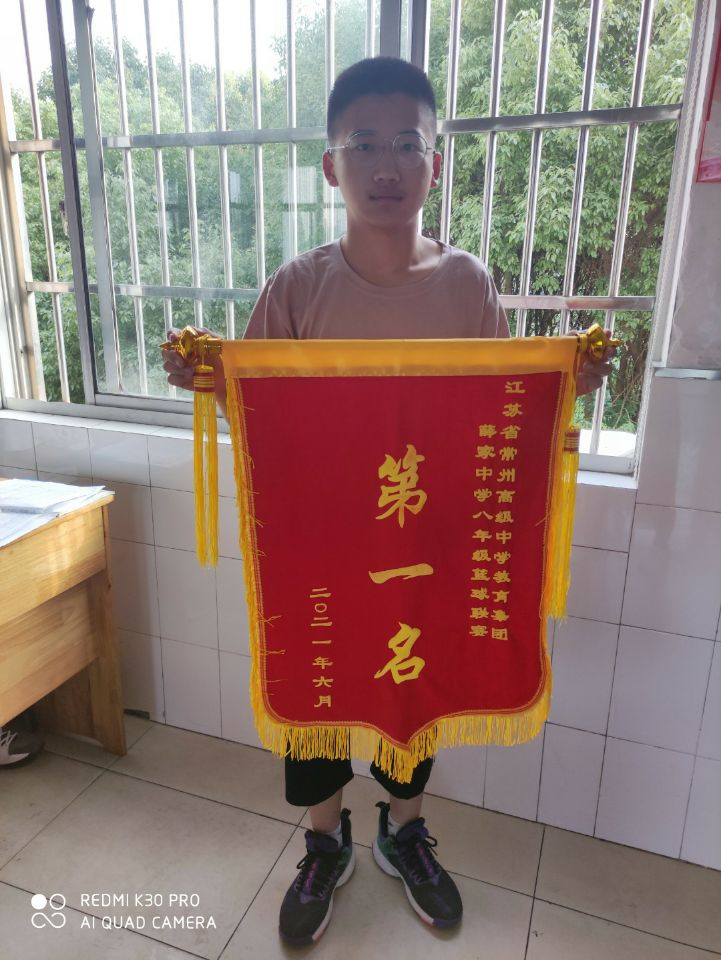 江苏省常州高级中学教育集团
薛家中学八年级篮球联赛
第一名
二〇二一年六月
REDMI K30 PRO
AI QUAD CAMERA